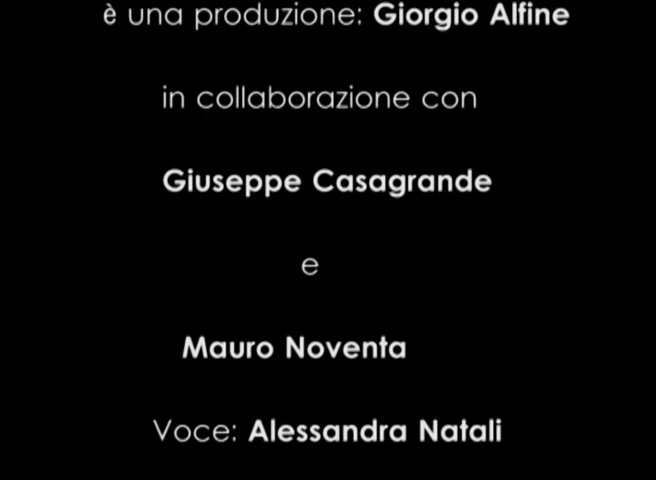 è una produzione: Giorgio Alfine
in collaborazione con
Giuseppe Casagrande
e
Mauro Noventa
Voce: Alessandra Natali